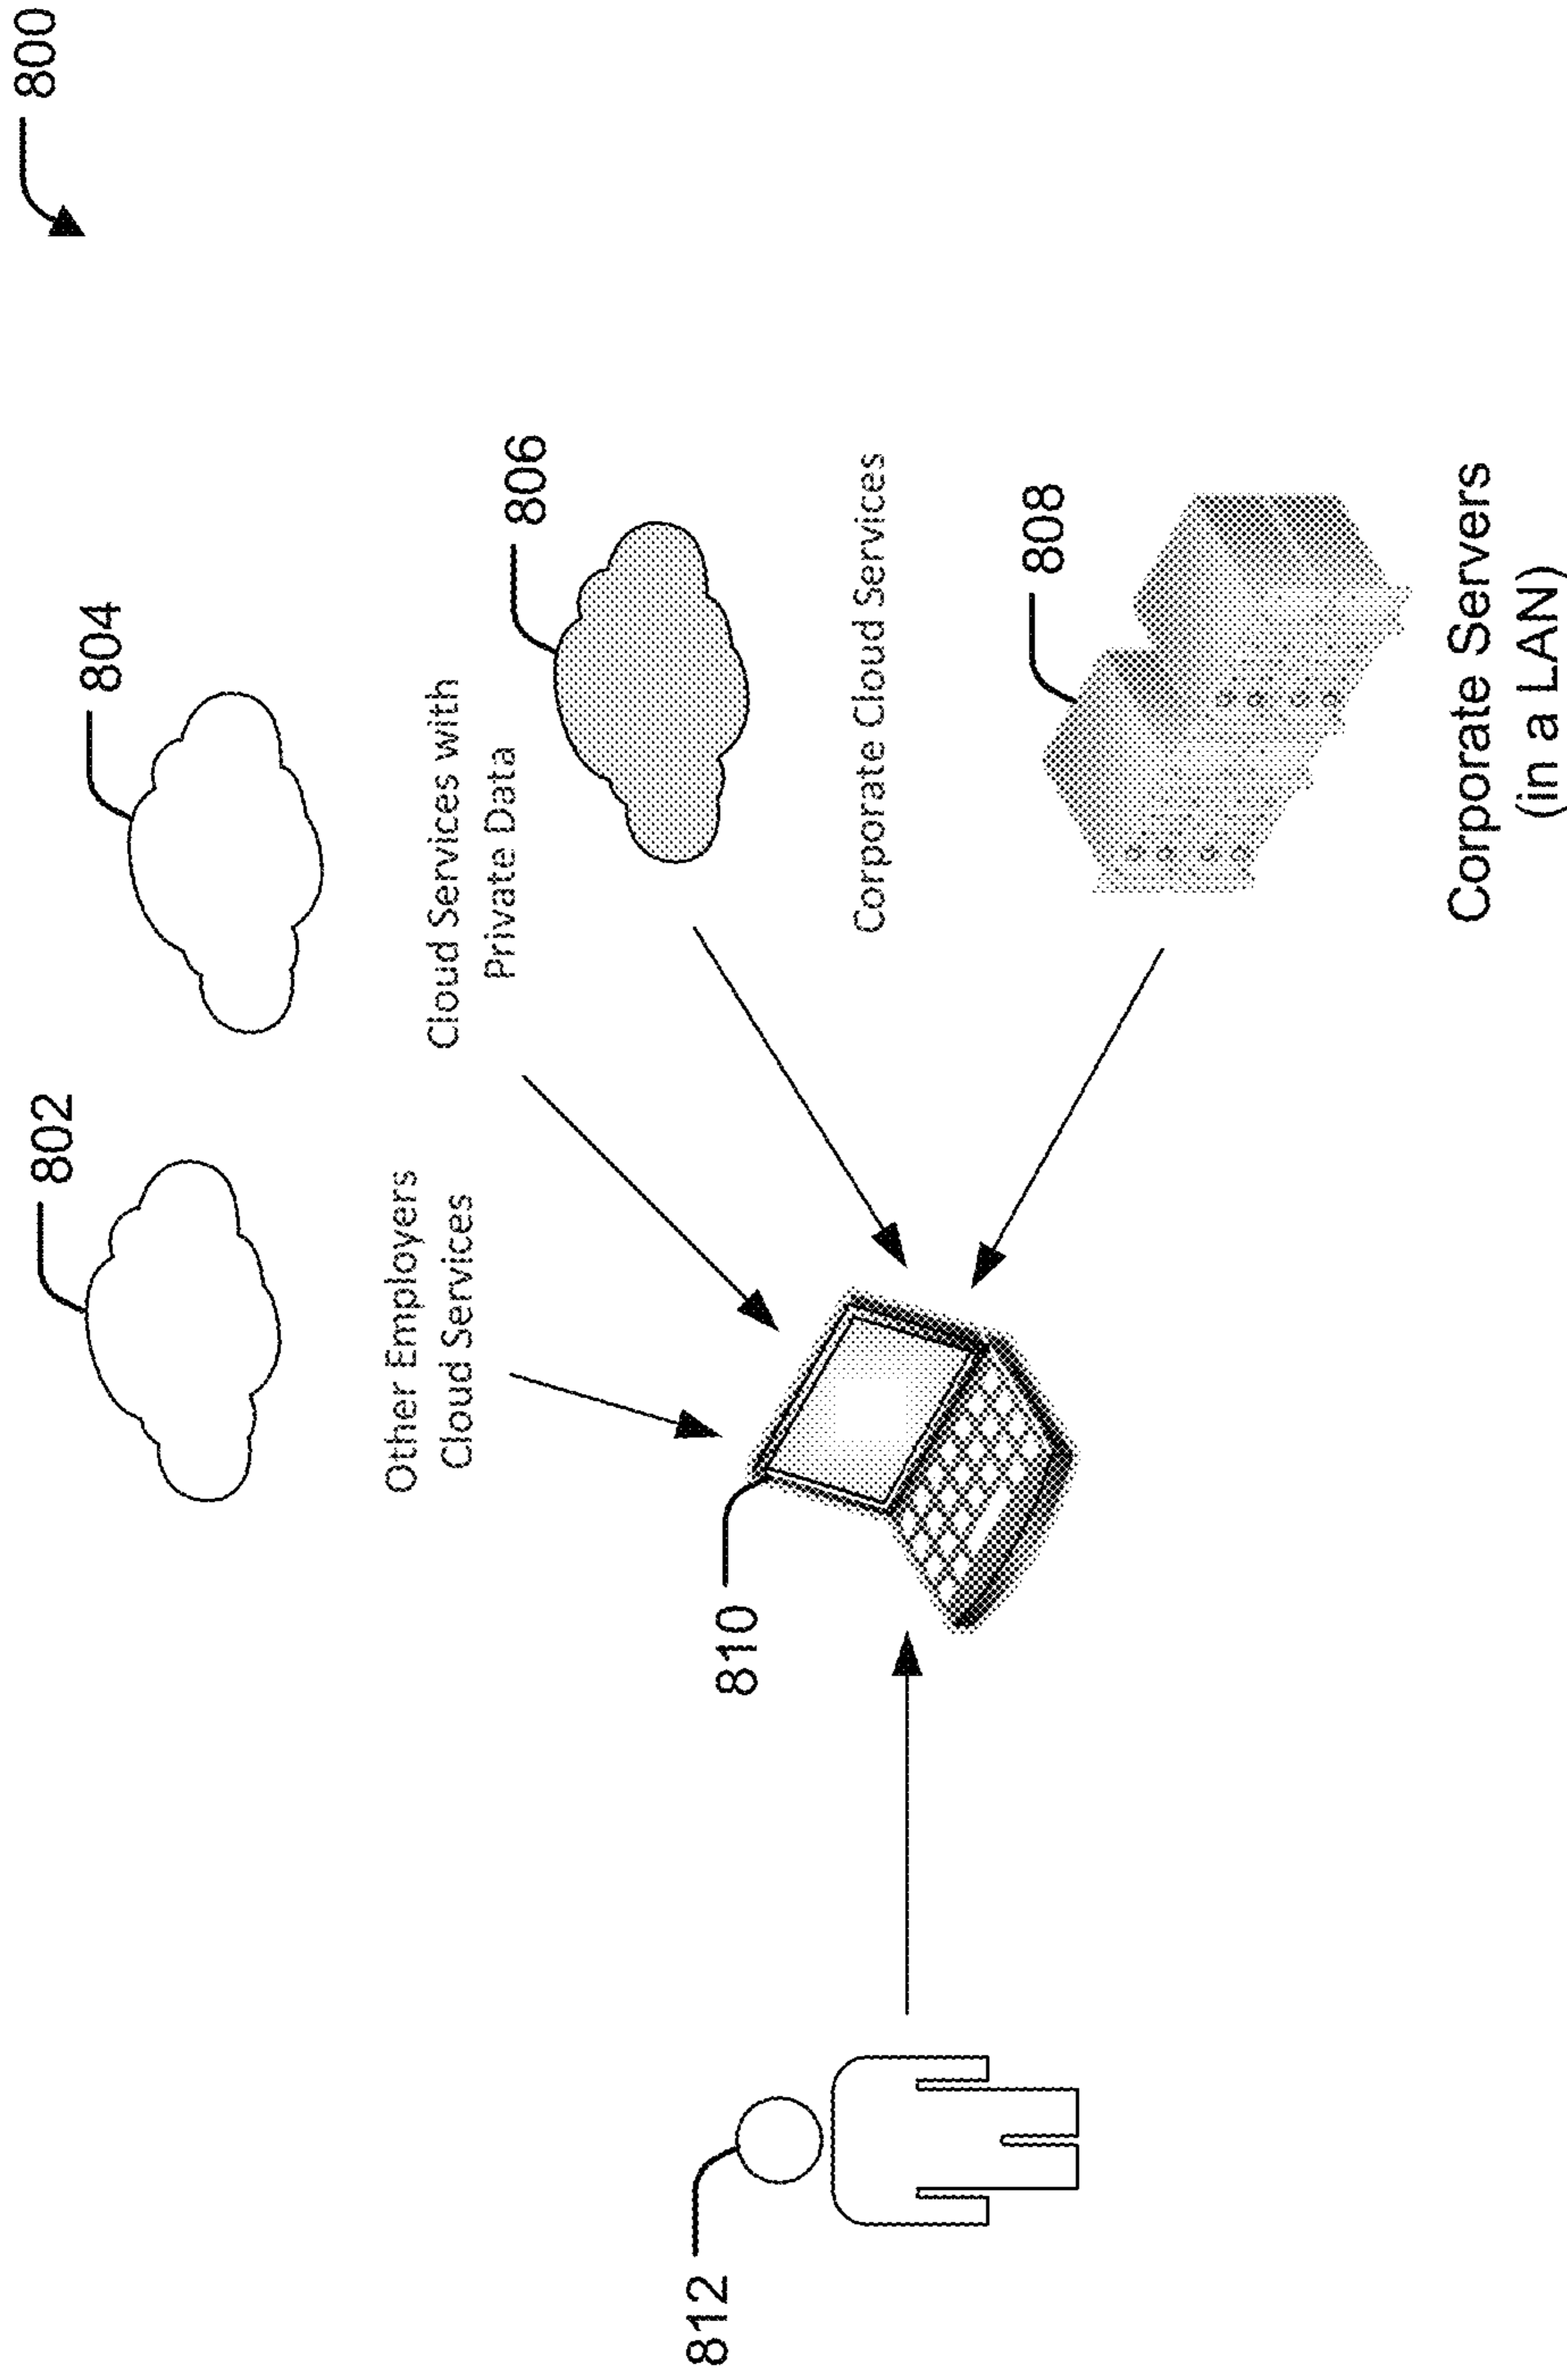 800
802
804
Other Employers
Cloud Services
Cloud Services with
Private Data
806
Corporate Cloud Services
810
812
808
Corporate Servers
(in a LAN)